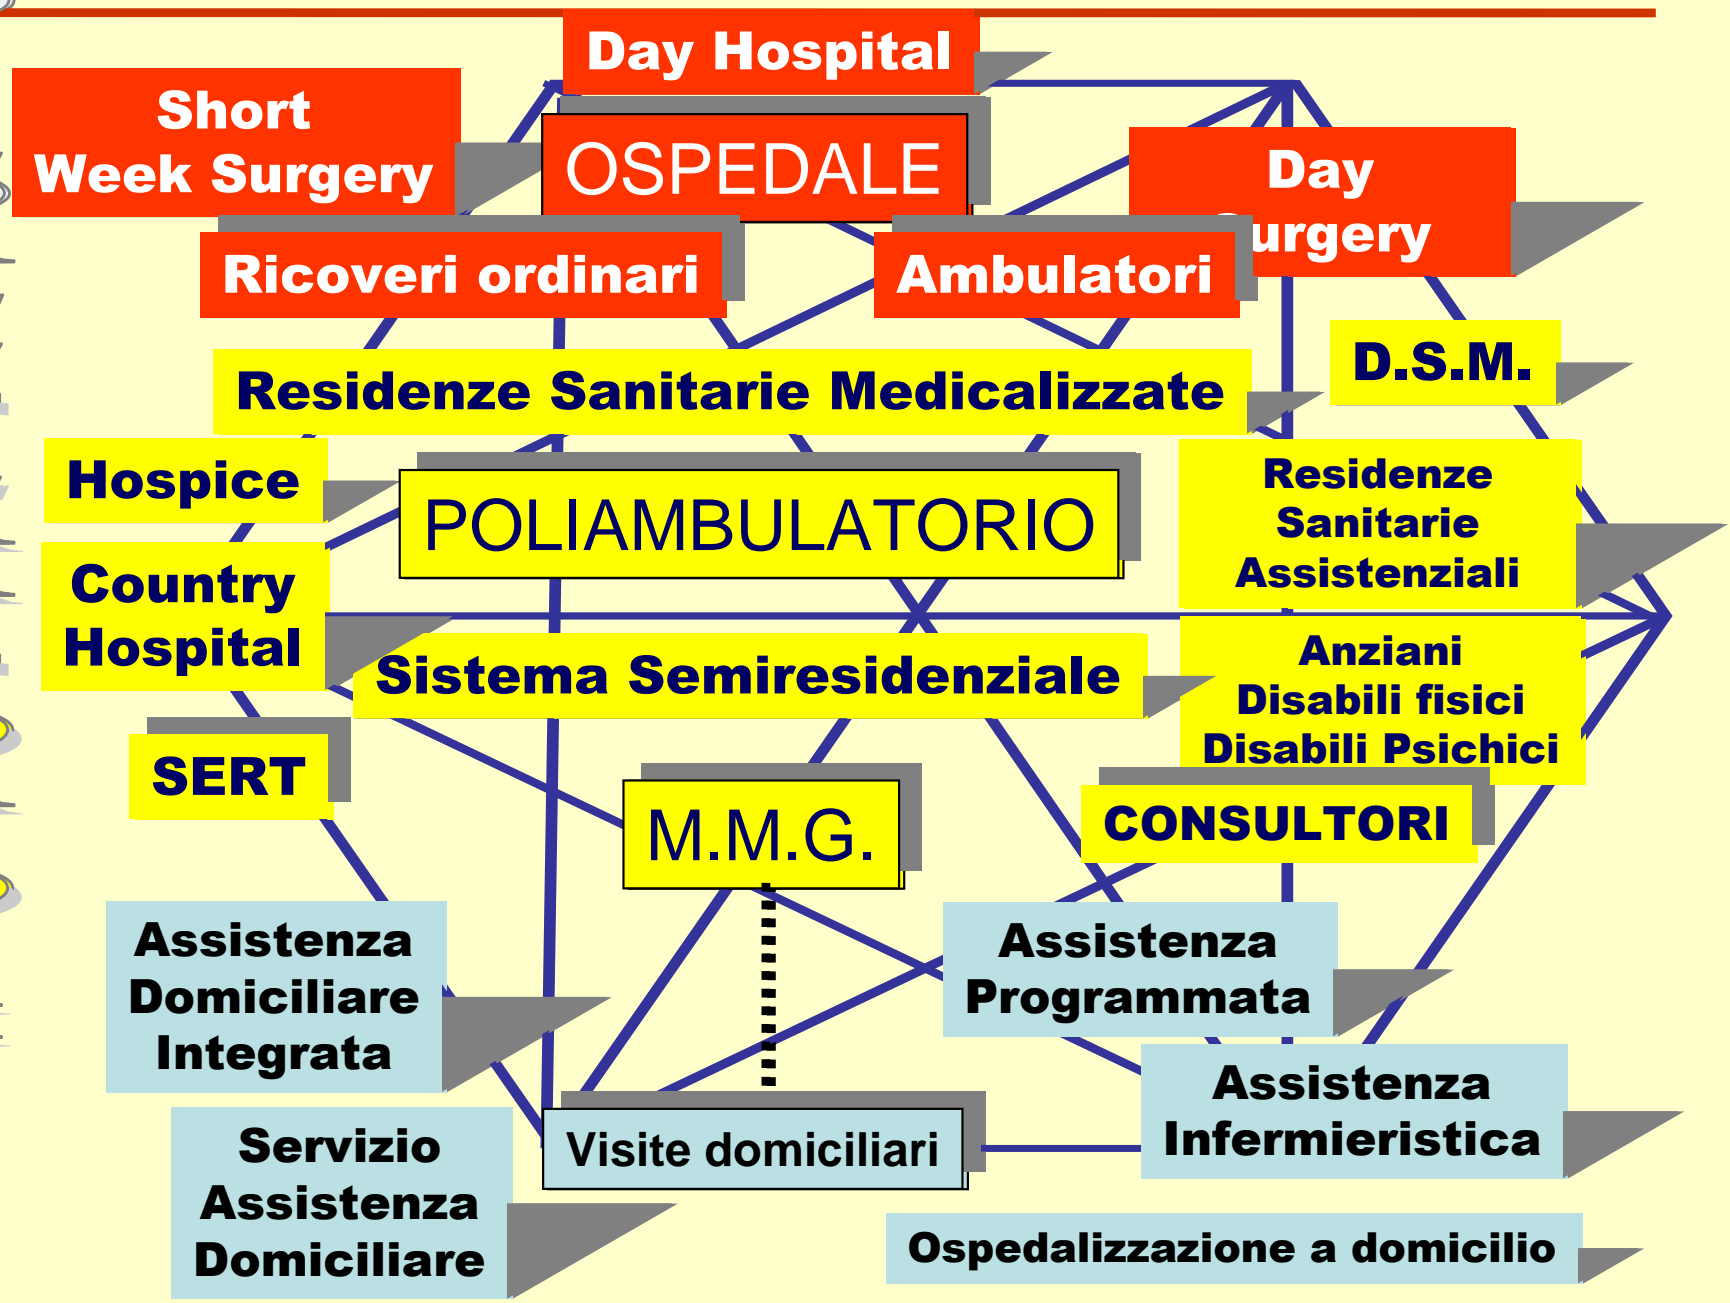 Day Hospital
Short
Week Surgery
OSPEDALE
Day
urgery
Ricoveri ordinari
Ambulatori
D.S.M.
Residenze Sanitarie Medicalizzate
Hospice
POLIAMBULATORIO
Residenze
Sanitarie
Assistenziali
Country
Hospital
Sistema Semiresidenziale
Anziani
Disabili fisici
Disabili Psichici
SERT
M.M.G.
CONSULTORI
Assistenza
Domiciliare
Integrata
Assistenza
Programmata
Assistenza
Infermieristica
Servizio
Assistenza
Domiciliare
Visite domiciliari
Ospedalizzazione a domicilio